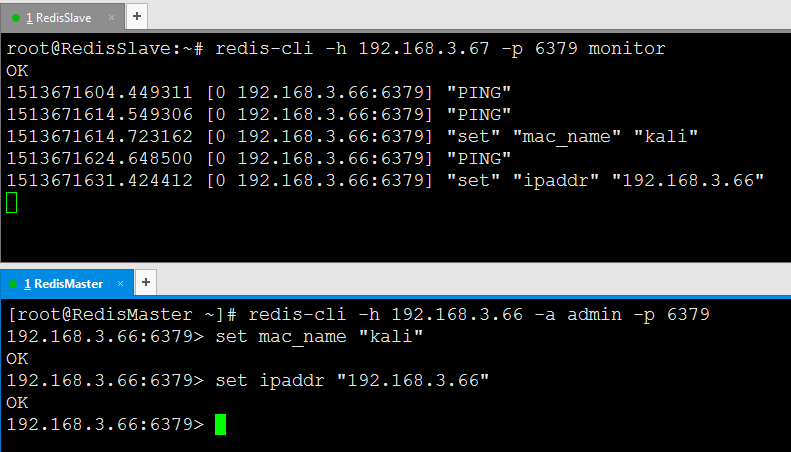 1 RedisSlave × +
root@RedisSlave:~# redis-cli -h 192.168.3.67 -p 6379 monitor
OK
1513671604.449311 [0 192.168.3.66:6379] "PING"
1513671614.549306 [0 192.168.3.66:6379] "PING"
1513671614.723162 [0 192.168.3.66:6379] "set" "mac_name" "kali"
1513671624.648500 [0 192.168.3.66:6379] "PING"
1513671631.424412 [0 192.168.3.66:6379] "set" "ipaddr" "192.168.3.66"
1 RedisMaster × +
[root@RedisMaster ~]# redis-cli -h 192.168.3.66 -a admin -p 6379
192.168.3.66:6379> set mac_name "kali"
OK
192.168.3.66:6379> set ipaddr "192.168.3.66"
OK
192.168.3.66:6379>